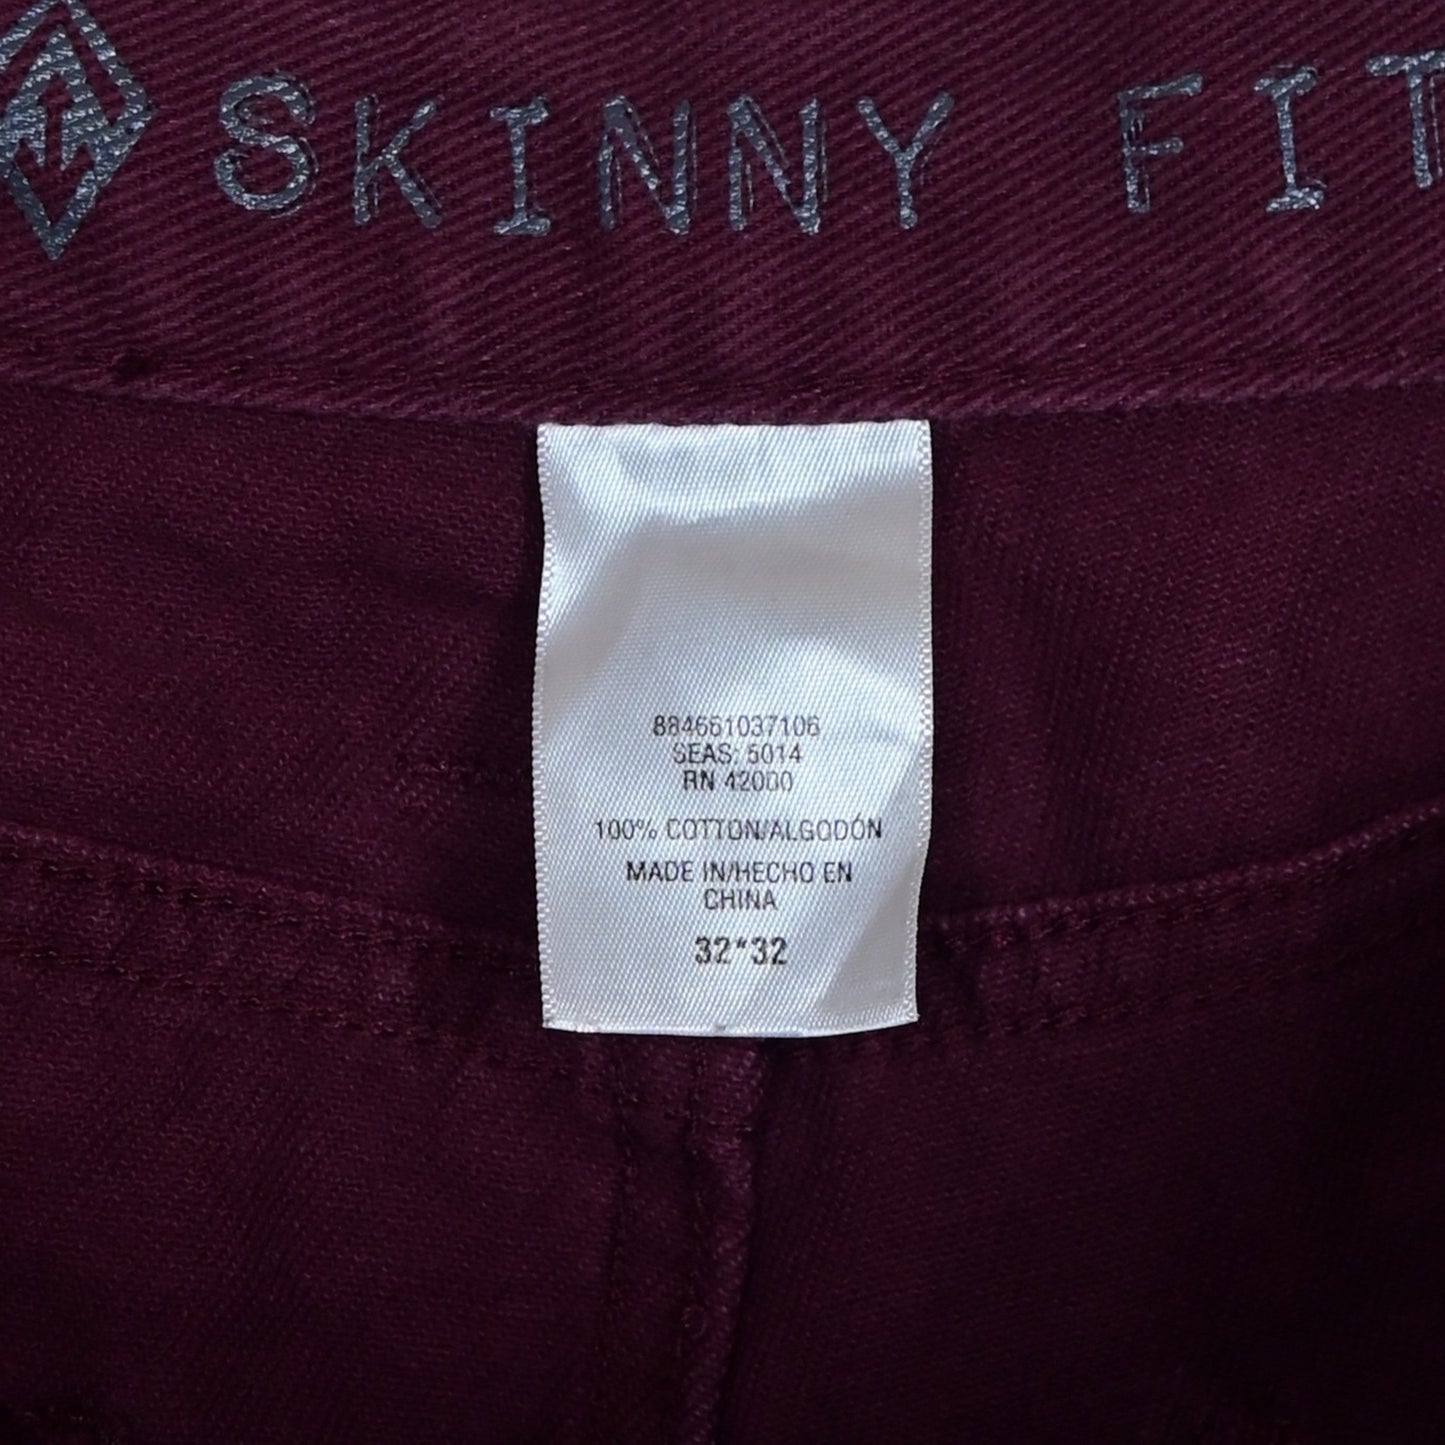 SKINNY FIT
884661037106
SEAS: 5014
RN 42000
100% COTTON/ALGODÓN
MADE IN/HECHO EN
CHINA
32*32